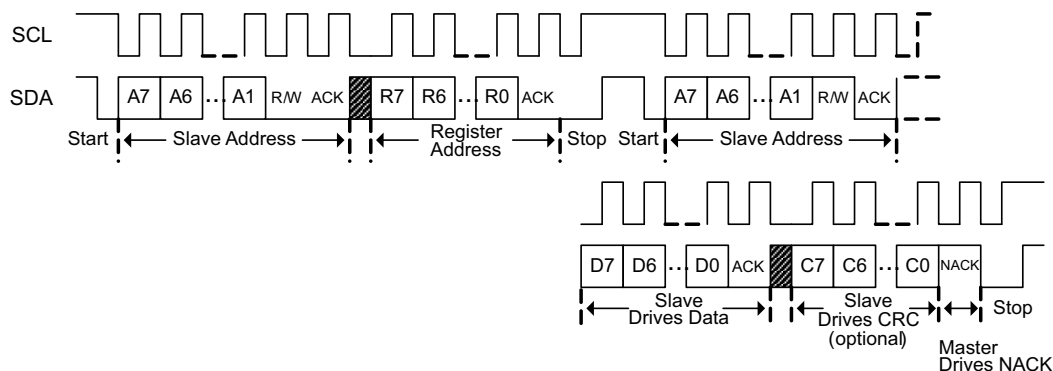 SCL
SDA
A7 A6 ... A1 R/W ACK R7 R6 ... R0 ACK A7 A6 ... A1 R/W ACK
Start Slave Address Register Address Stop Start Slave Address
D7 D6 ... D0 ACK C7 C6 ... C0 NACK
Slave Drives Data
Slave Drives CRC (optional)
Stop
Master Drives NACK